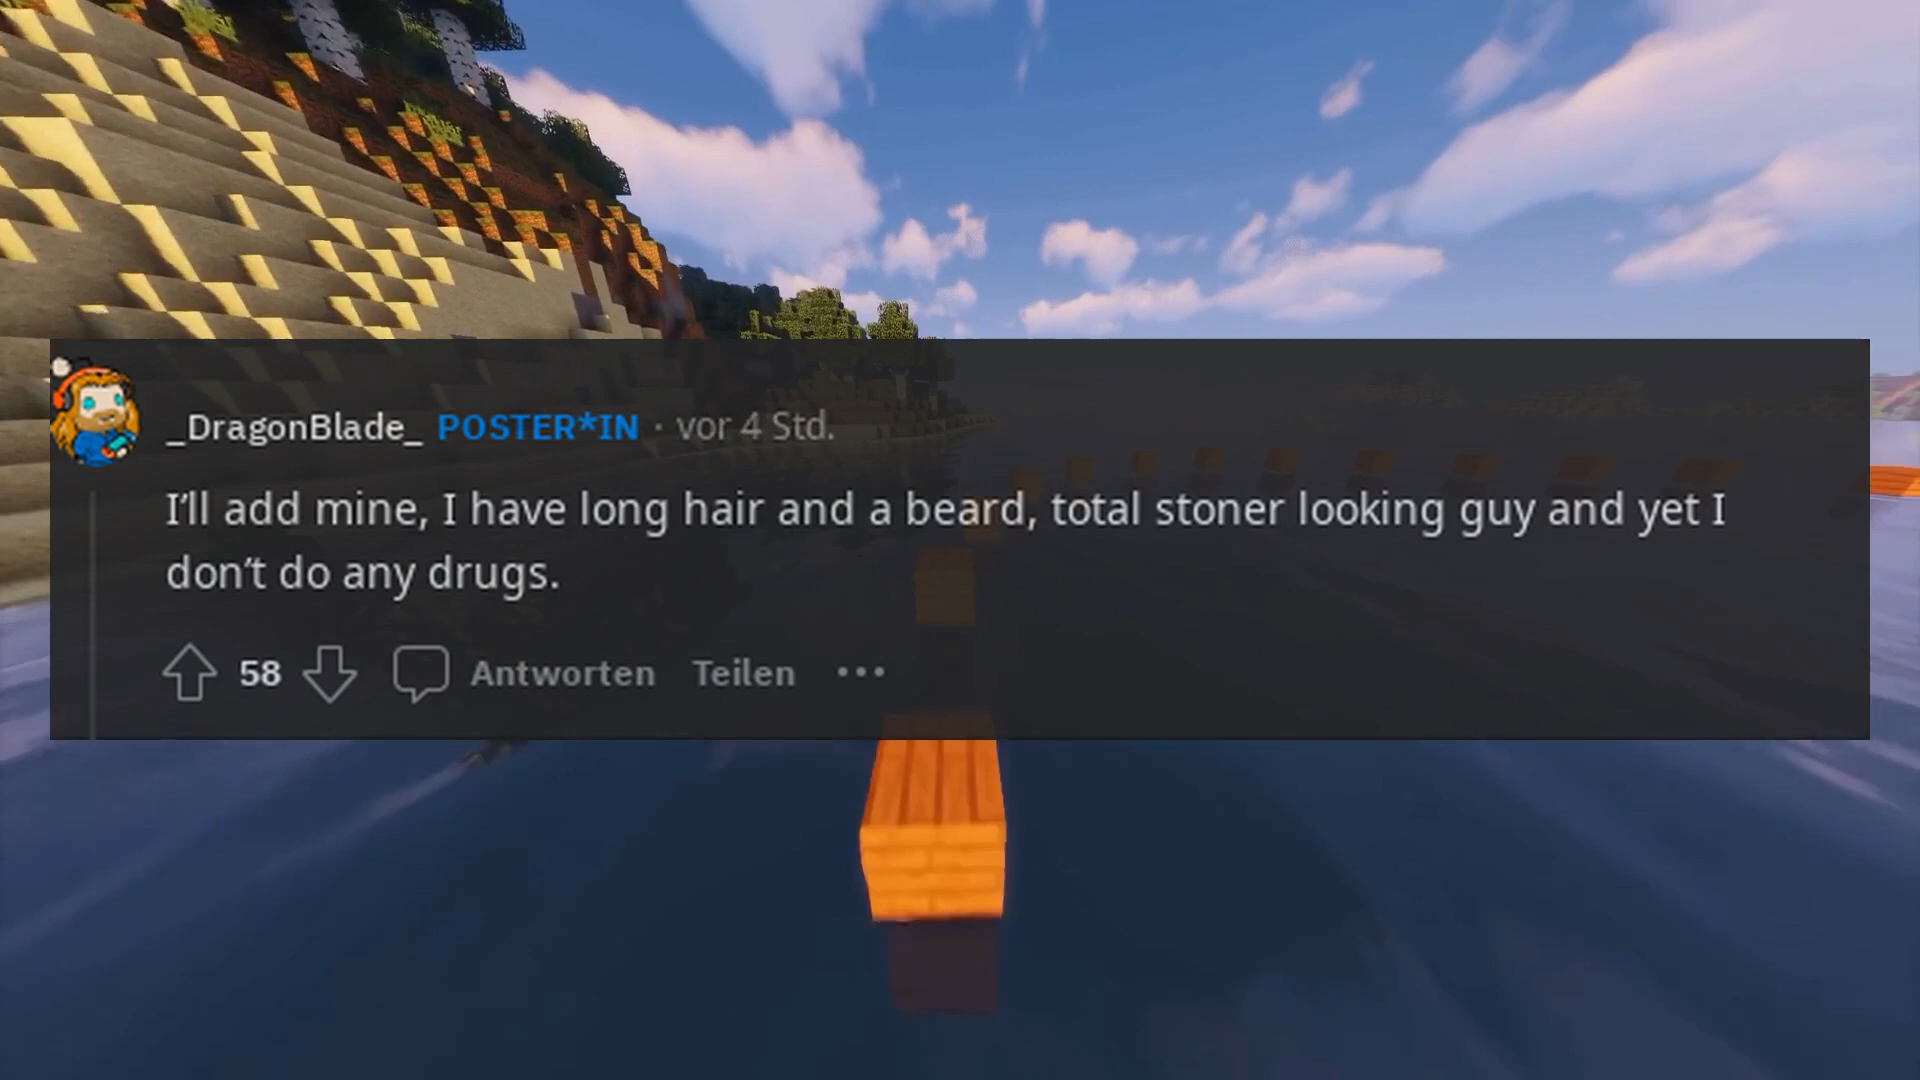 _DragonBlade_ POSTER*IN · vor 4 Std.
I'll add mine, I have long hair and a beard, total stoner looking guy and yet I
don't do any drugs.
58 Antworten Teilen ...